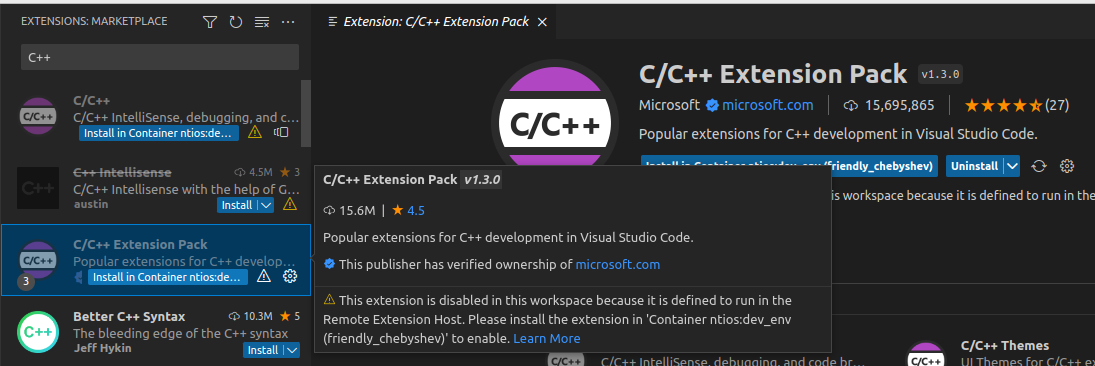 EXTENSIONS: MARKETPLACE
C++
C/C++
C/C++ IntelliSense, debugging, and c...
Install in Container ntios:de...
C++ Intellisense 4.5M ★ 3
C/C++ Intellisense with the help of G...
austin Install
C/C++ Extension Pack
Popular extensions for C++ develop...
3 Install in Container ntios:de...
Better C++ Syntax 10.3M ★ 5
The bleeding edge of the C++ syntax
Jeff Hykin Install
Extension: C/C++ Extension Pack
C/C++
C/C++ Extension Pack v1.3.0
Microsoft microsoft.com | 15,695,865 | ★★★★★(27)
Popular extensions for C++ development in Visual Studio Code.
Install in Container ntios:dev_env (friendly_chebyshev) Uninstall
is workspace because it is defined to run in the
C/C++ Extension Pack v1.3.0
15.6M | ★ 4.5
Popular extensions for C++ development in Visual Studio Code.
This publisher has verified ownership of microsoft.com
This extension is disabled in this workspace because it is defined to run in the
Remote Extension Host. Please install the extension in 'Container ntios:dev_env
(friendly_chebyshev)' to enable. Learn More
C/C++ IntelliSense, debugging, and code br...
C/C++ Themes
UI Themes for C/C++ ex